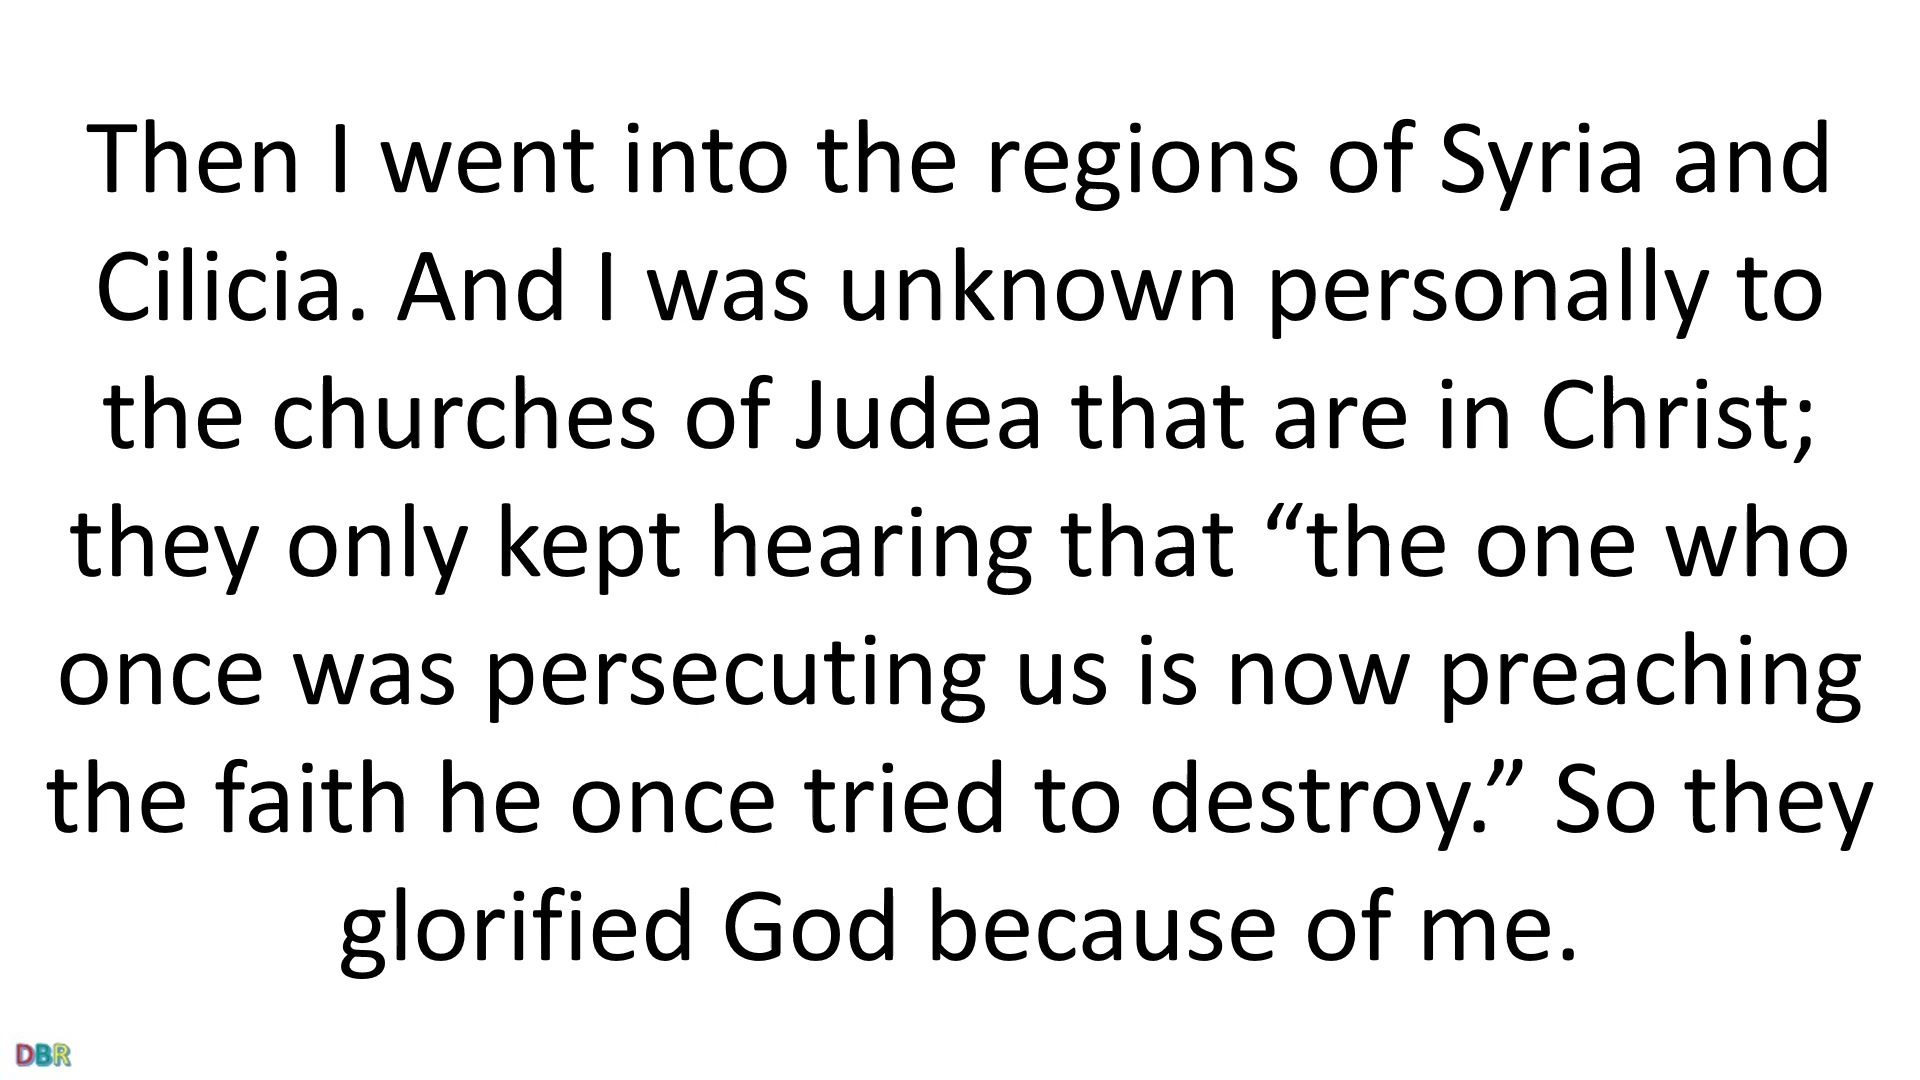 Then I went into the regions of Syria and
Cilicia. And I was unknown personally to
the churches of Judea that are in Christ;
they only kept hearing that “the one who
once was persecuting us is now preaching
the faith he once tried to destroy.” So they
glorified God because of me.
DBR